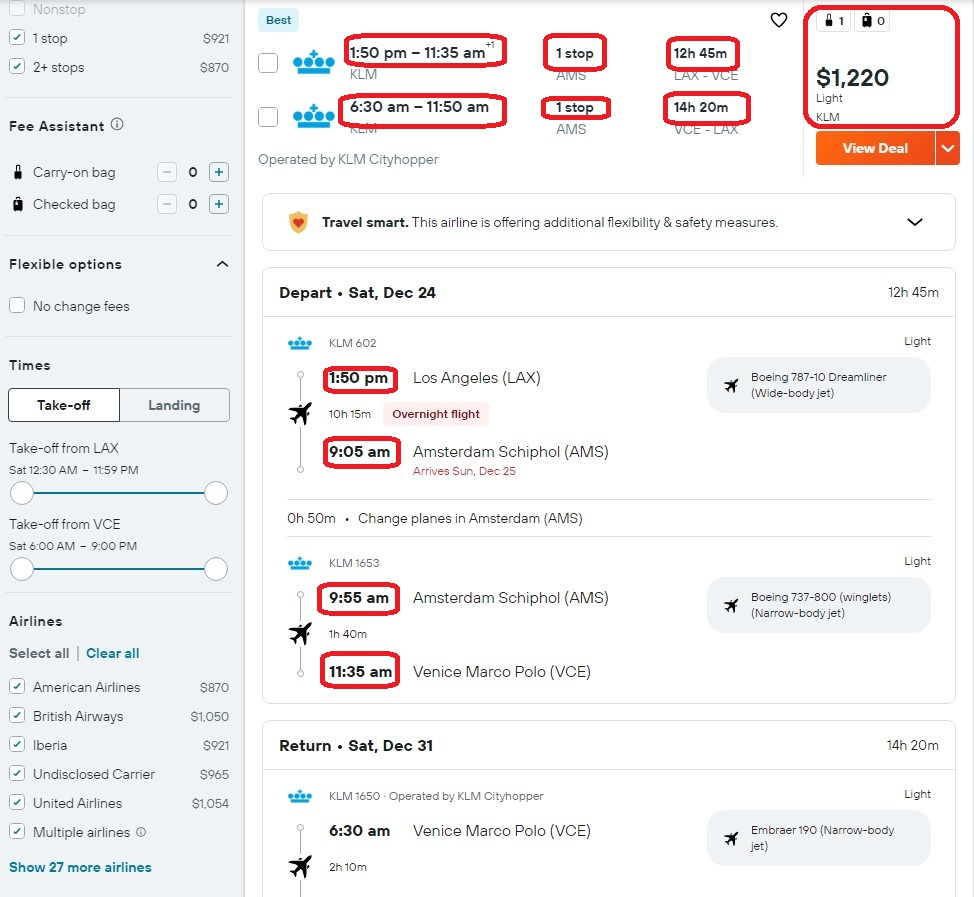 Nonstop
1 stop $921
2+ stops $870
Fee Assistant
Carry-on bag 0
Checked bag 0
Flexible options
No change fees
Times
Take-off Landing
Take-off from LAX
Sat 12:30 AM – 11:59 PM
Take-off from VCE
Sat 6:00 AM – 9:00 PM
Airlines
Select all | Clear all
American Airlines $870
British Airways $1,050
Iberia $921
Undisclosed Carrier $965
United Airlines $1,054
Multiple airlines
Show 27 more airlines
Best
1:50 pm – 11:35 am+1 1 stop 12h 45m
KLM AMS LAX - VCE
6:30 am – 11:50 am 1 stop 14h 20m
KLM AMS VCE - LAX
Operated by KLM Cityhopper
1 0
$1,220
Light
KLM
View Deal
Travel smart. This airline is offering additional flexibility & safety measures.
Depart • Sat, Dec 24 12h 45m
KLM 602 Light
1:50 pm Los Angeles (LAX)
Boeing 787-10 Dreamliner
(Wide-body jet)
10h 15m Overnight flight
9:05 am Amsterdam Schiphol (AMS)
Arrives Sun, Dec 25
0h 50m • Change planes in Amsterdam (AMS)
KLM 1653 Light
9:55 am Amsterdam Schiphol (AMS)
Boeing 737-800 (winglets)
(Narrow-body jet)
1h 40m
11:35 am Venice Marco Polo (VCE)
Return • Sat, Dec 31 14h 20m
KLM 1650 · Operated by KLM Cityhopper Light
6:30 am Venice Marco Polo (VCE)
Embraer 190 (Narrow-body
jet)
2h 10m